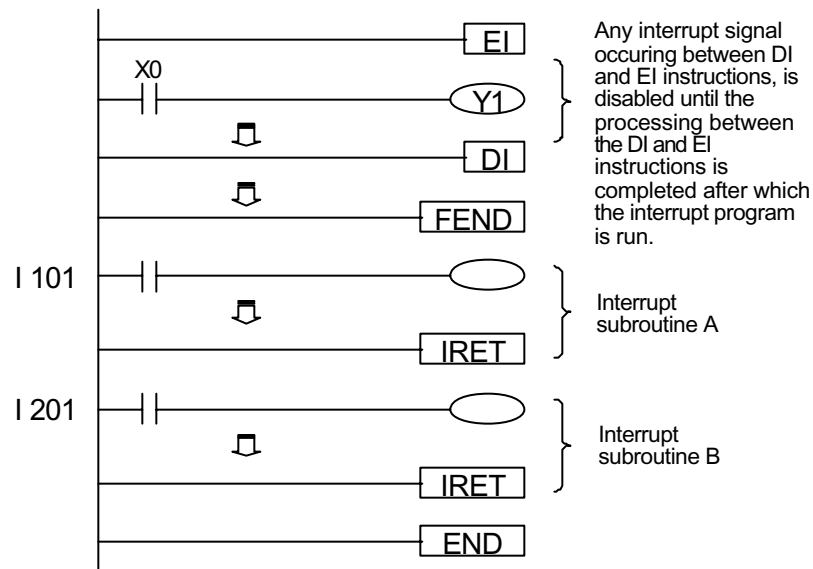 EI
X0
Y1
DI
FEND
Any interrupt signal
occuring between DI
and EI instructions, is
disabled until the
processing between
the DI and EI
instructions is
completed after which
the interrupt program
is run.
I 101
IRET
Interrupt
subroutine A
I 201
IRET
Interrupt
subroutine B
END